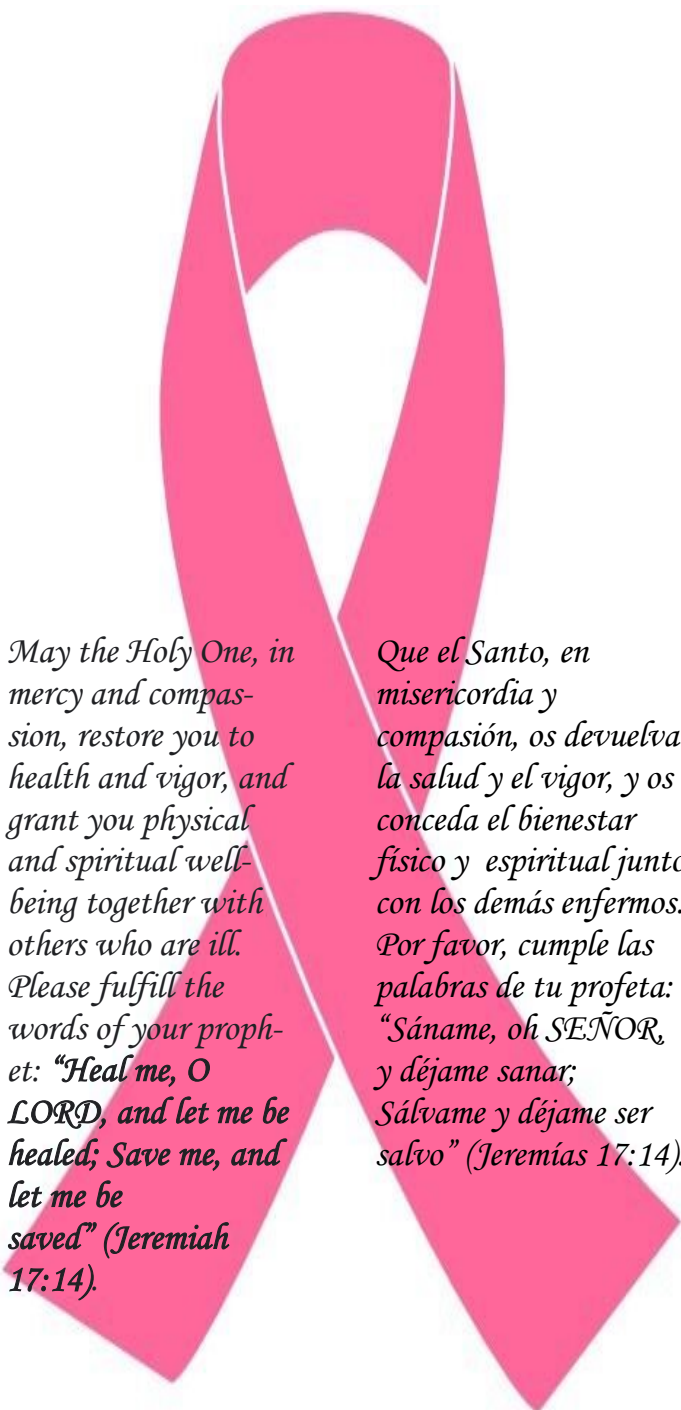 May the Holy One, in
mercy and compas-
sion, restore you to
health and vigor, and
grant you physical
and spiritual well-
being together with
others who are ill.
Please fulfill the
words of your proph-
et: “Heal me, O
LORD, and let me be
healed; Save me, and
let me be
saved” (Jeremiah
17:14).
Que el Santo, en
misericordia y
compasión, os devuelva
la salud y el vigor, y os
conceda el bienestar
físico y espiritual junto
con los demás enfermos.
Por favor, cumple las
palabras de tu profeta:
“Sáname, oh SEÑOR,
y déjame sanar;
Sálvame y déjame ser
salvo” (Jeremías 17:14).